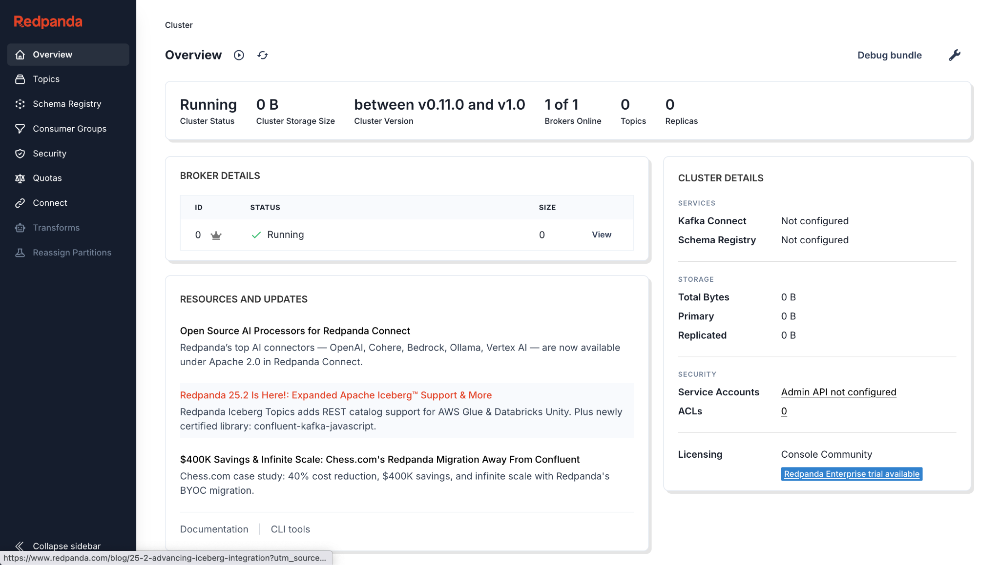 Redpanda
Overview
Topics
Schema Registry
Consumer Groups
Security
Quotas
Connect
Transforms
Reassign Partitions
Collapse sidebar
Cluster
Overview
Debug bundle
Running
Cluster Status
0 B
Cluster Storage Size
between v0.11.0 and v1.0
Cluster Version
1 of 1
Brokers Online
0
Topics
0
Replicas
BROKER DETAILS
ID STATUS SIZE
0 Running 0 View
RESOURCES AND UPDATES
Open Source AI Processors for Redpanda Connect
Redpanda’s top AI connectors — OpenAI, Cohere, Bedrock, Ollama, Vertex AI — are now available
under Apache 2.0 in Redpanda Connect.
Redpanda 25.2 Is Here!: Expanded Apache Iceberg™ Support & More
Redpanda Iceberg Topics adds REST catalog support for AWS Glue & Databricks Unity. Plus newly
certified library: confluent-kafka-javascript.
$400K Savings & Infinite Scale: Chess.com's Redpanda Migration Away From Confluent
Chess.com case study: 40% cost reduction, $400K savings, and infinite scale with Redpanda's
BYOC migration.
Documentation CLI tools
CLUSTER DETAILS
SERVICES
Kafka Connect Not configured
Schema Registry Not configured
STORAGE
Total Bytes 0 B
Primary 0 B
Replicated 0 B
SECURITY
Service Accounts Admin API not configured
ACLs 0
Licensing Console Community
Redpanda Enterprise trial available
https://www.redpanda.com/blog/25-2-advancing-iceberg-integration?utm_source...